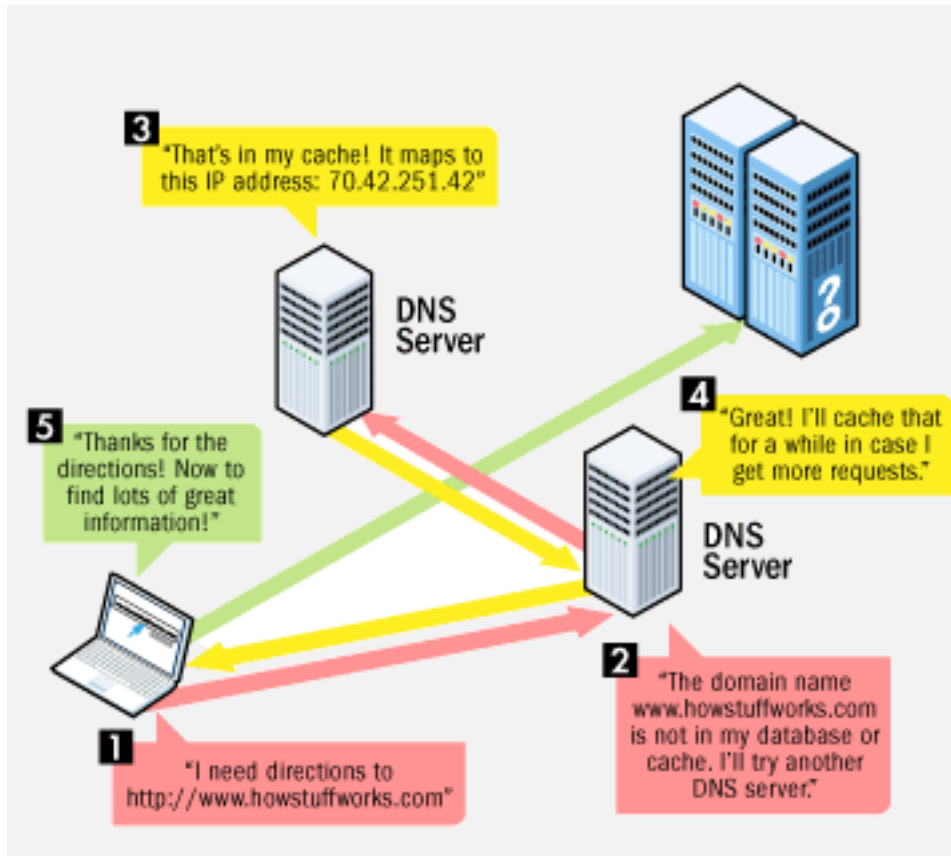 3
"That's in my cache! It maps to
this IP address: 70.42.251.42"
DNS
Server
4
"Great! I'll cache that
for a while in case I
get more requests."
5
"Thanks for the
directions! Now to
find lots of great
information!"
DNS
Server
2
"The domain name
www.howstuffworks.com
is not in my database or
cache. I'll try another
DNS server."
1
"I need directions to
http://www.howstuffworks.com"
?